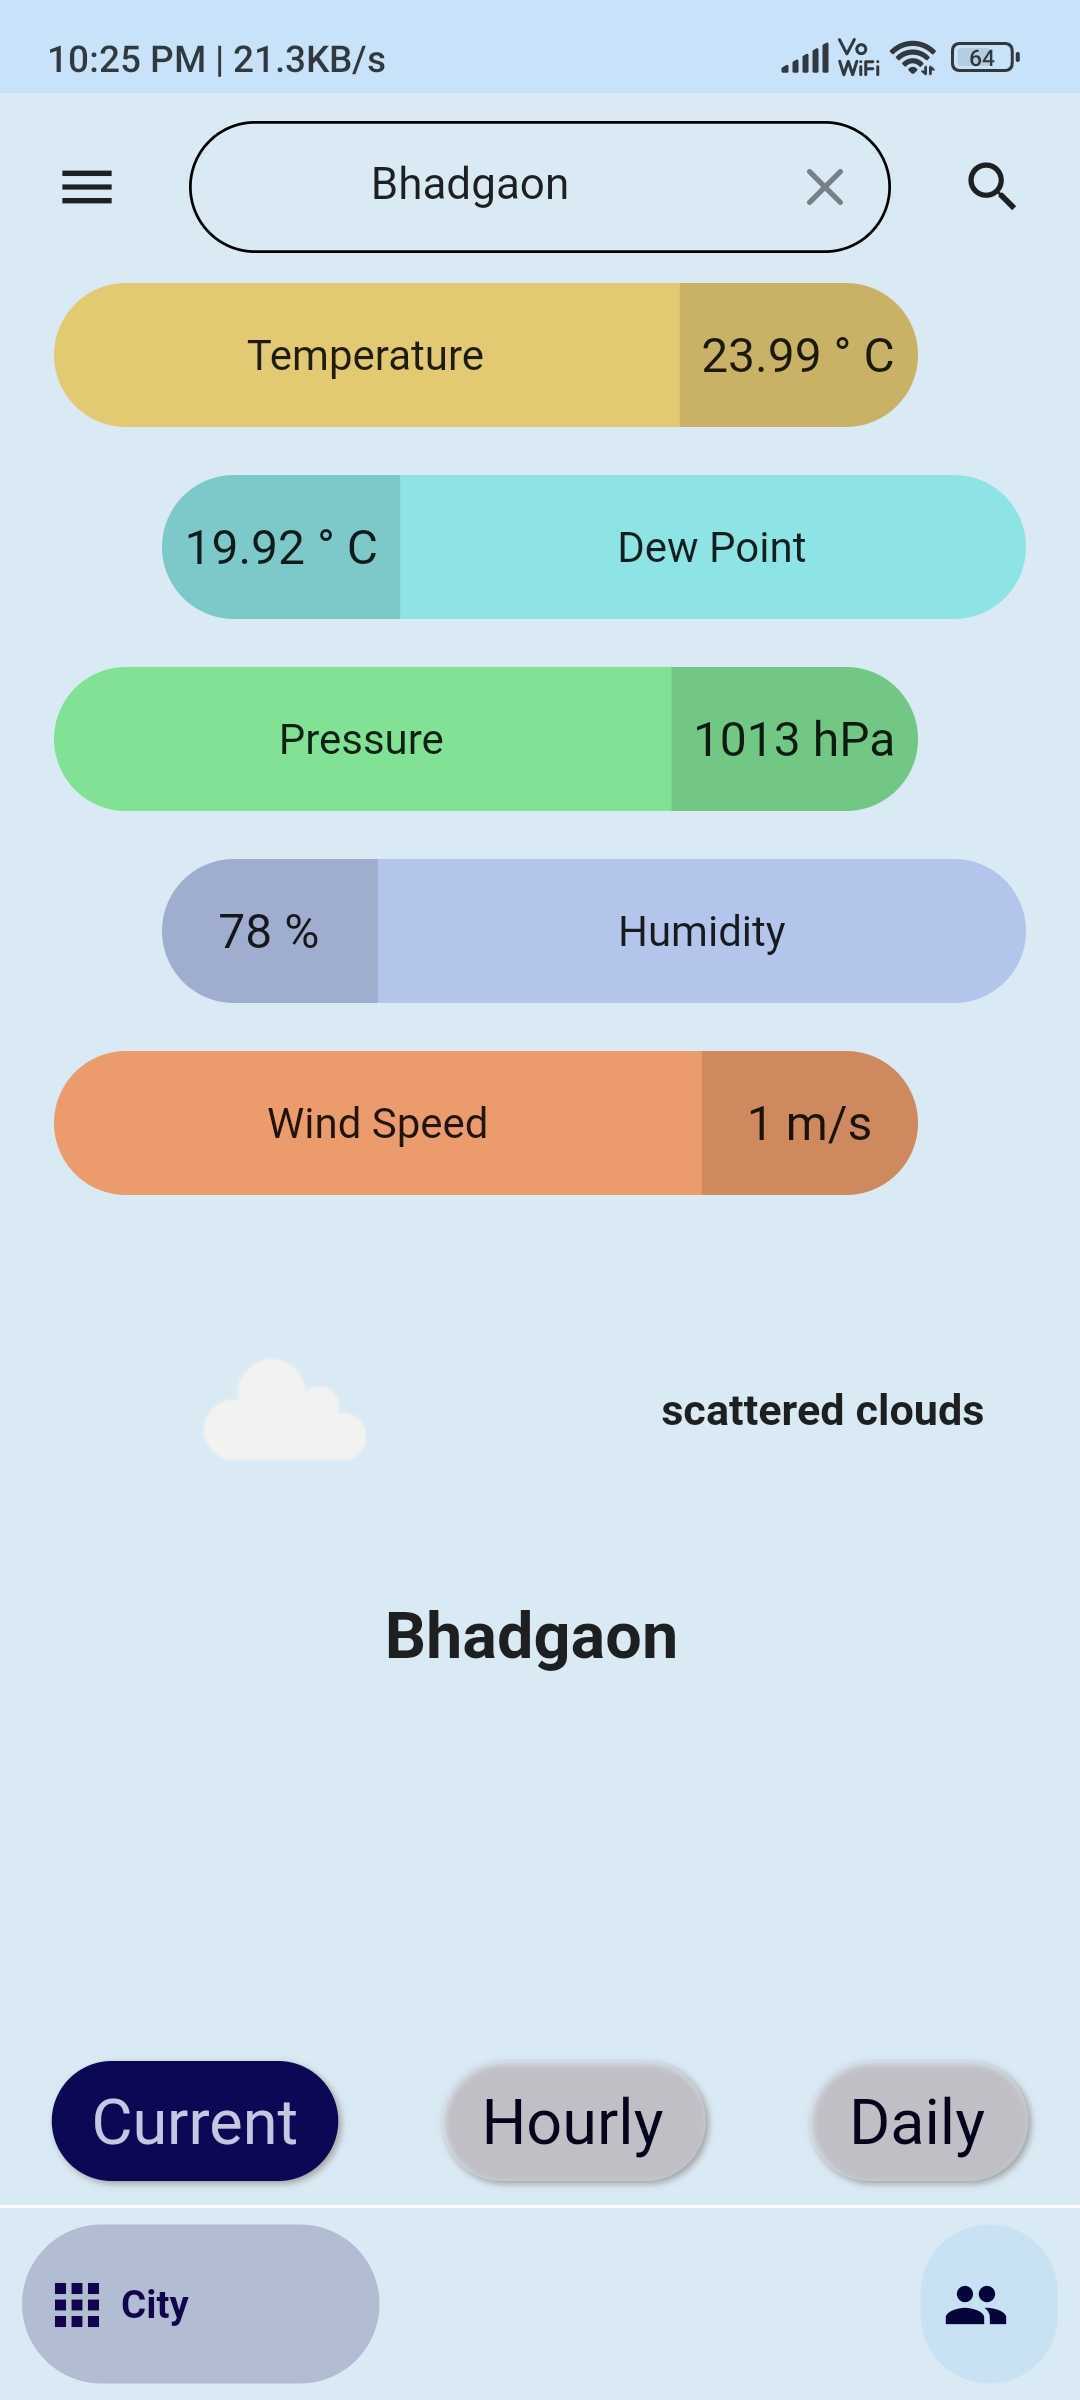 10:25 PM | 21.3KB/s Vo WiFi 64
Bhadgaon
Temperature 23.99 ° C
19.92 ° C Dew Point
Pressure 1013 hPa
78 % Humidity
Wind Speed 1 m/s
scattered clouds
Bhadgaon
Current Hourly Daily
City